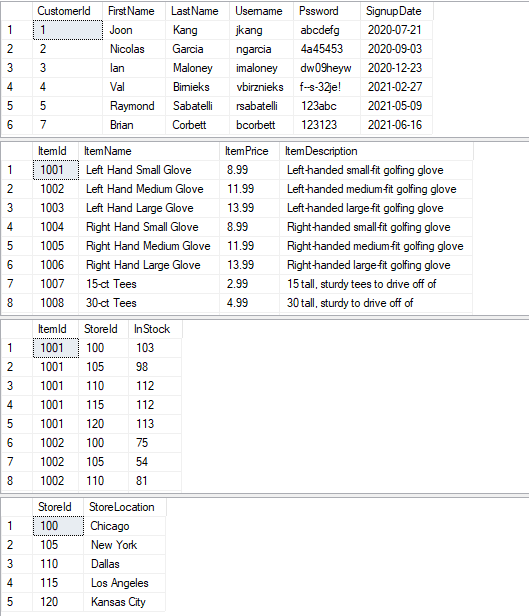 CustomerId FirstName LastName Username Pssword SignupDate
1 1 Joon Kang jkang abcdefg 2020-07-21
2 2 Nicolas Garcia ngarcia 4a45453 2020-09-03
3 3 Ian Maloney imaloney dw09heyw 2020-12-23
4 4 Val Birnieks vbirznieks f--s-32je! 2021-02-27
5 5 Raymond Sabatelli rsabatelli 123abc 2021-05-09
6 7 Brian Corbett bcorbett 123123 2021-06-16
ItemId ItemName ItemPrice ItemDescription
1 1001 Left Hand Small Glove 8.99 Left-handed small-fit golfing glove
2 1002 Left Hand Medium Glove 11.99 Left-handed medium-fit golfing glove
3 1003 Left Hand Large Glove 13.99 Left-handed large-fit golfing glove
4 1004 Right Hand Small Glove 8.99 Right-handed small-fit golfing glove
5 1005 Right Hand Medium Glove 11.99 Right-handed medium-fit golfing glove
6 1006 Right Hand Large Glove 13.99 Right-handed large-fit golfing glove
7 1007 15-ct Tees 2.99 15 tall, sturdy tees to drive off of
8 1008 30-ct Tees 4.99 30 tall, sturdy to drive off of
ItemId StoreId InStock
1 1001 100 103
2 1001 105 98
3 1001 110 112
4 1001 115 112
5 1001 120 113
6 1002 100 75
7 1002 105 54
8 1002 110 81
StoreId StoreLocation
1 100 Chicago
2 105 New York
3 110 Dallas
4 115 Los Angeles
5 120 Kansas City